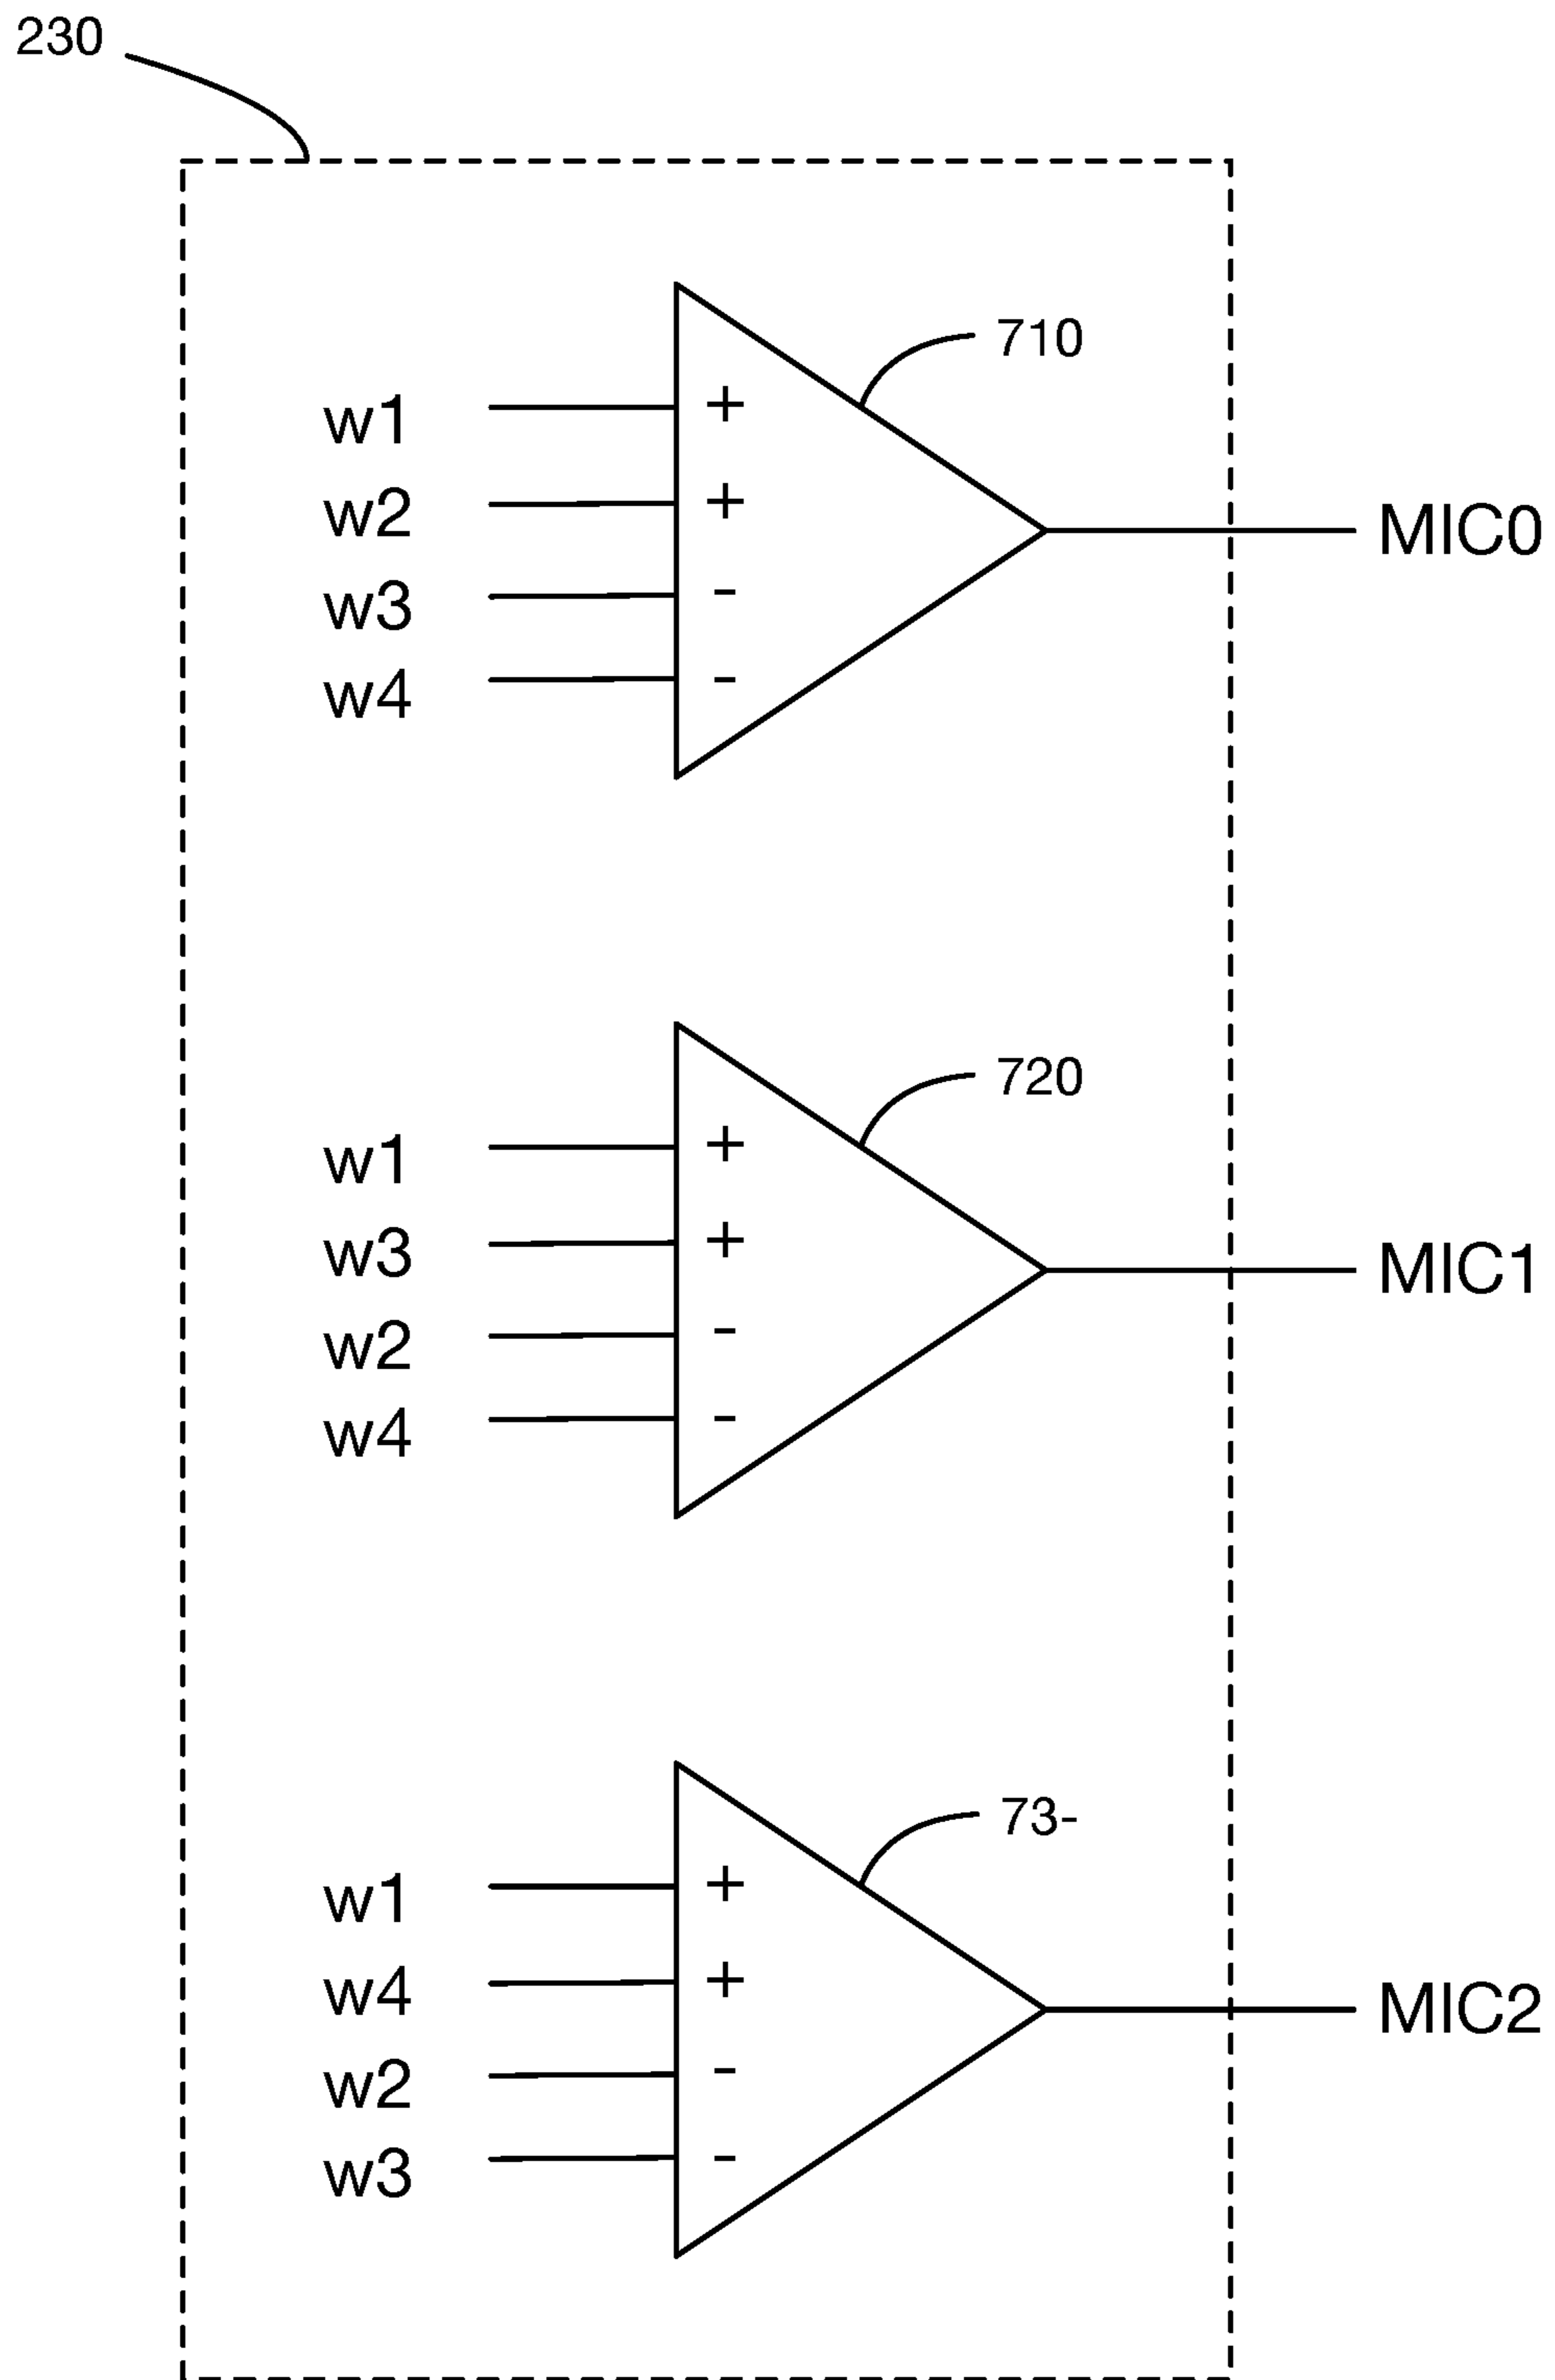 230
710
w1 +
w2 +
MIC0
w3 -
w4 -
720
w1 +
w3 +
MIC1
w2 -
w4 -
73-
w1 +
w4 +
MIC2
w2 -
w3 -